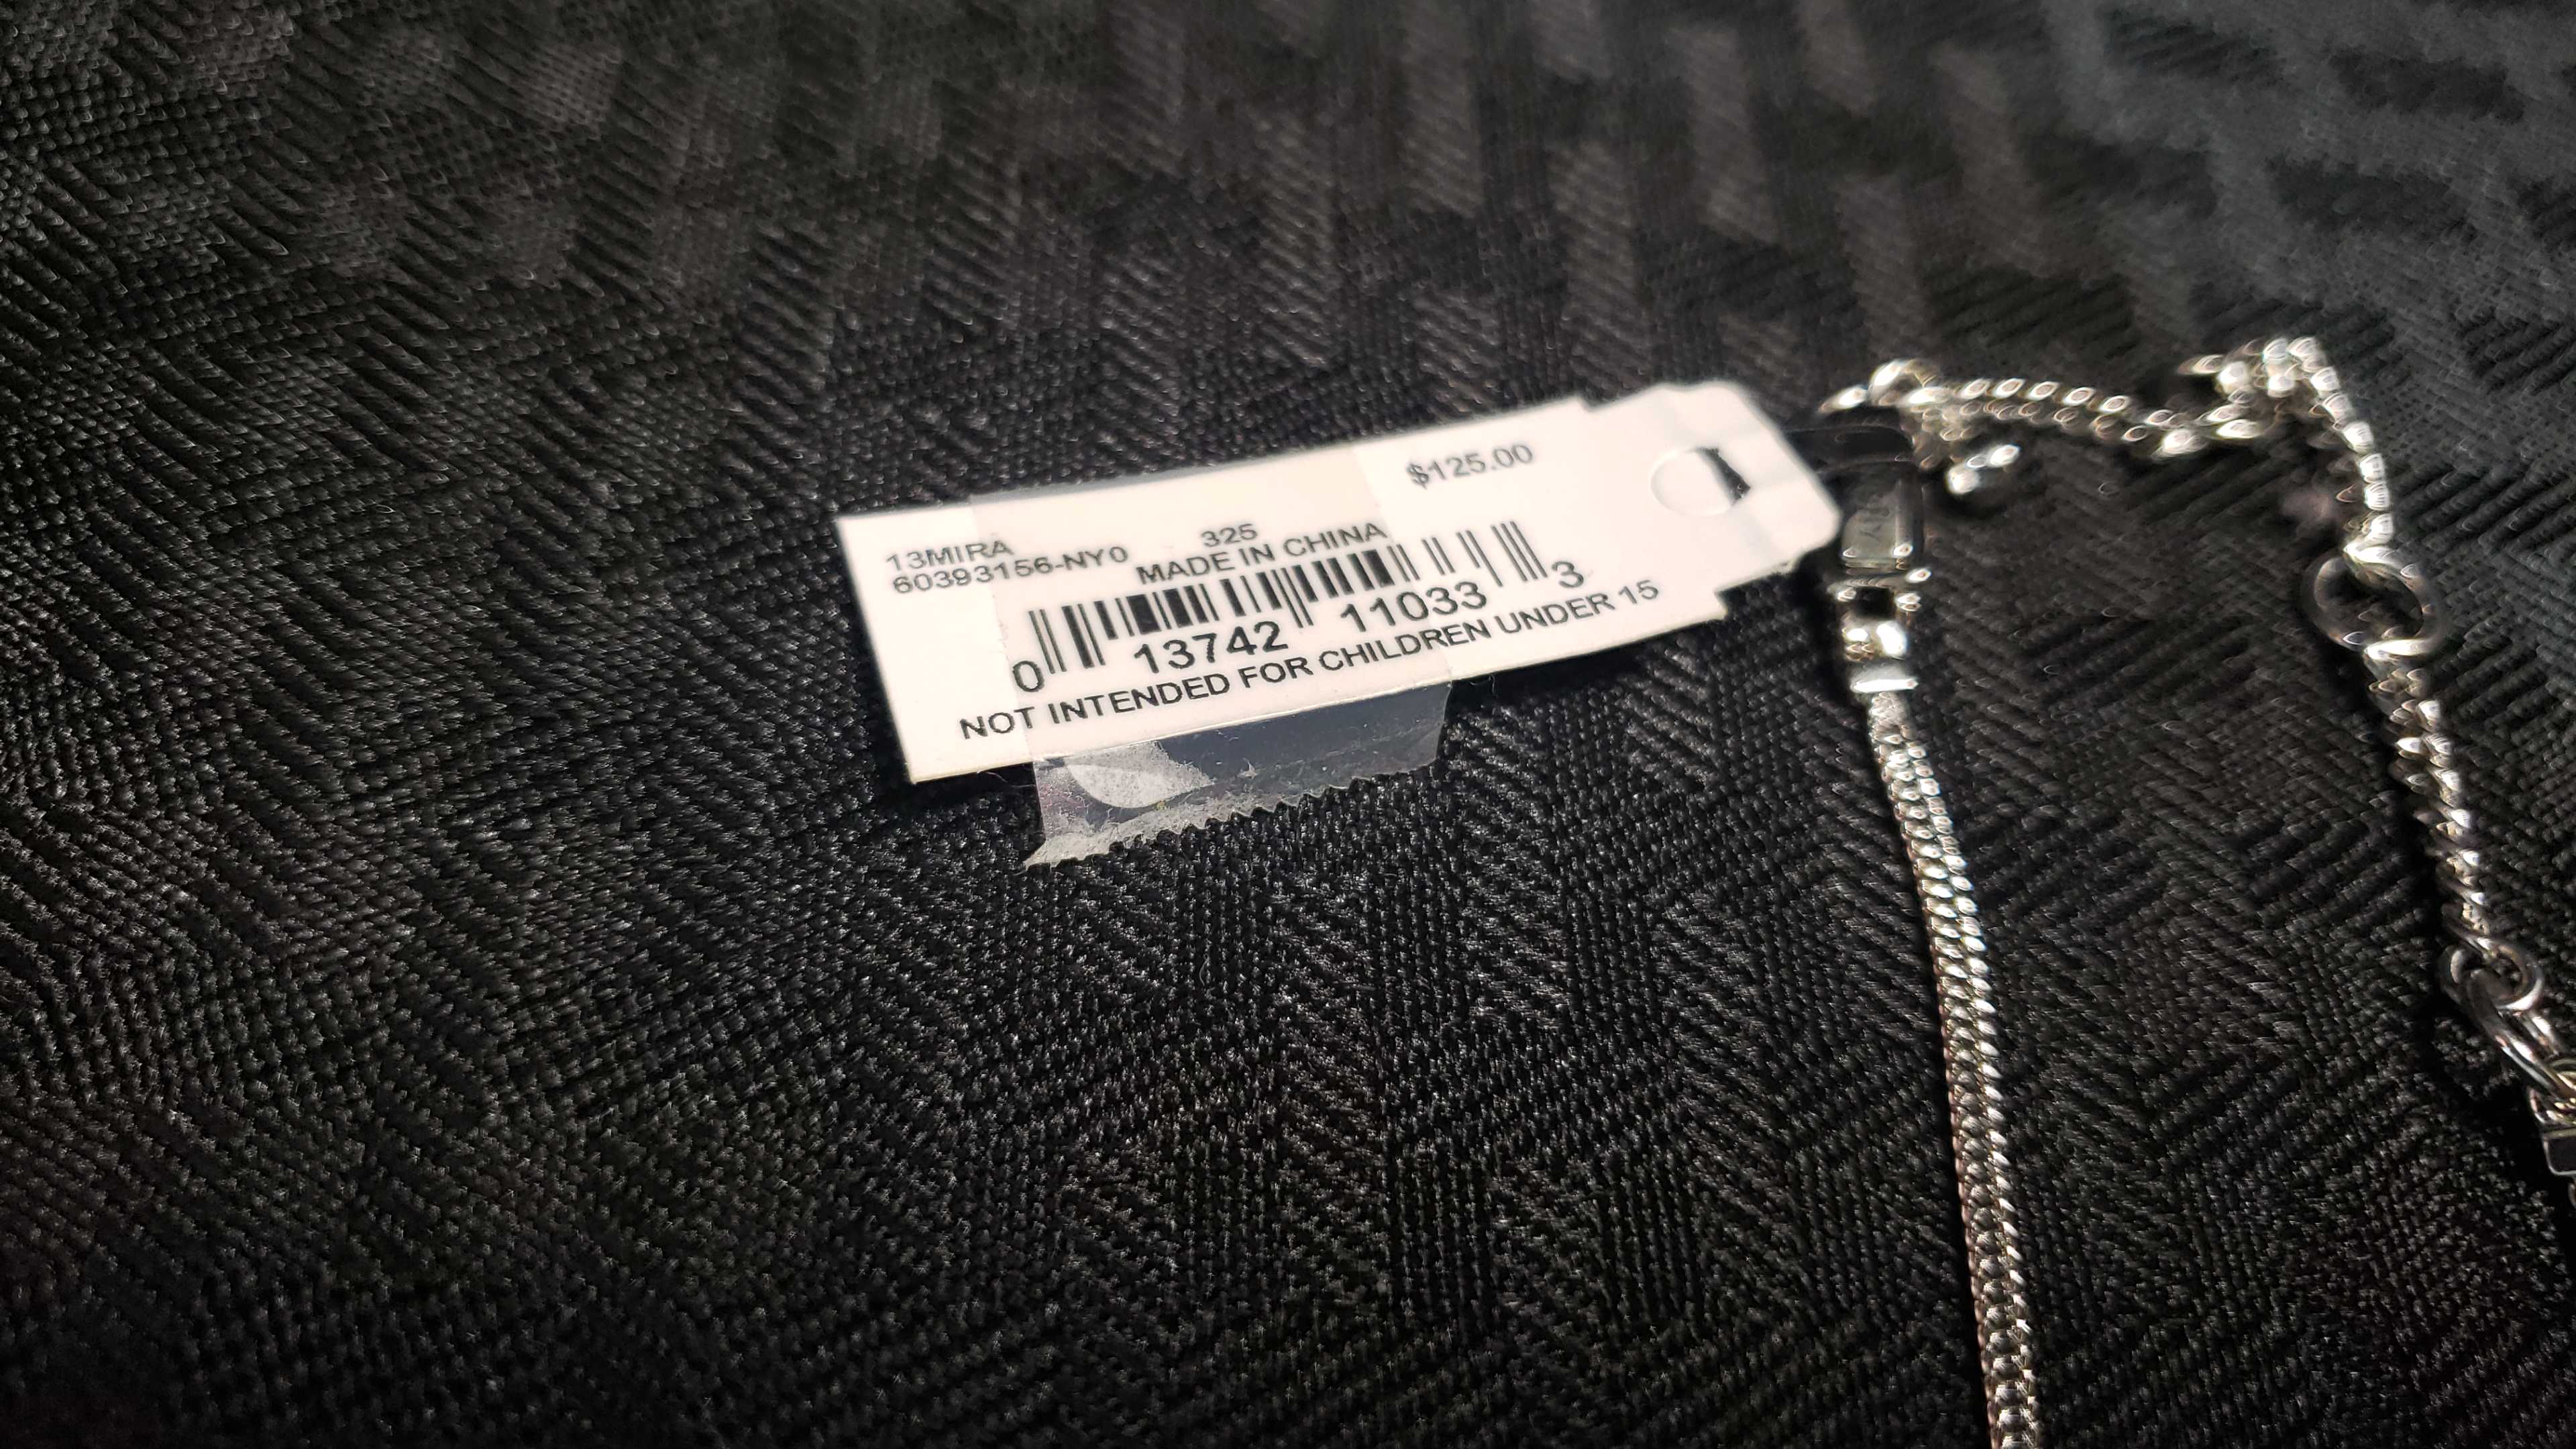 $125.00
13MIRA 325
60393156-NY0 MADE IN CHINA
0 13742 11033 3
NOT INTENDED FOR CHILDREN UNDER 15